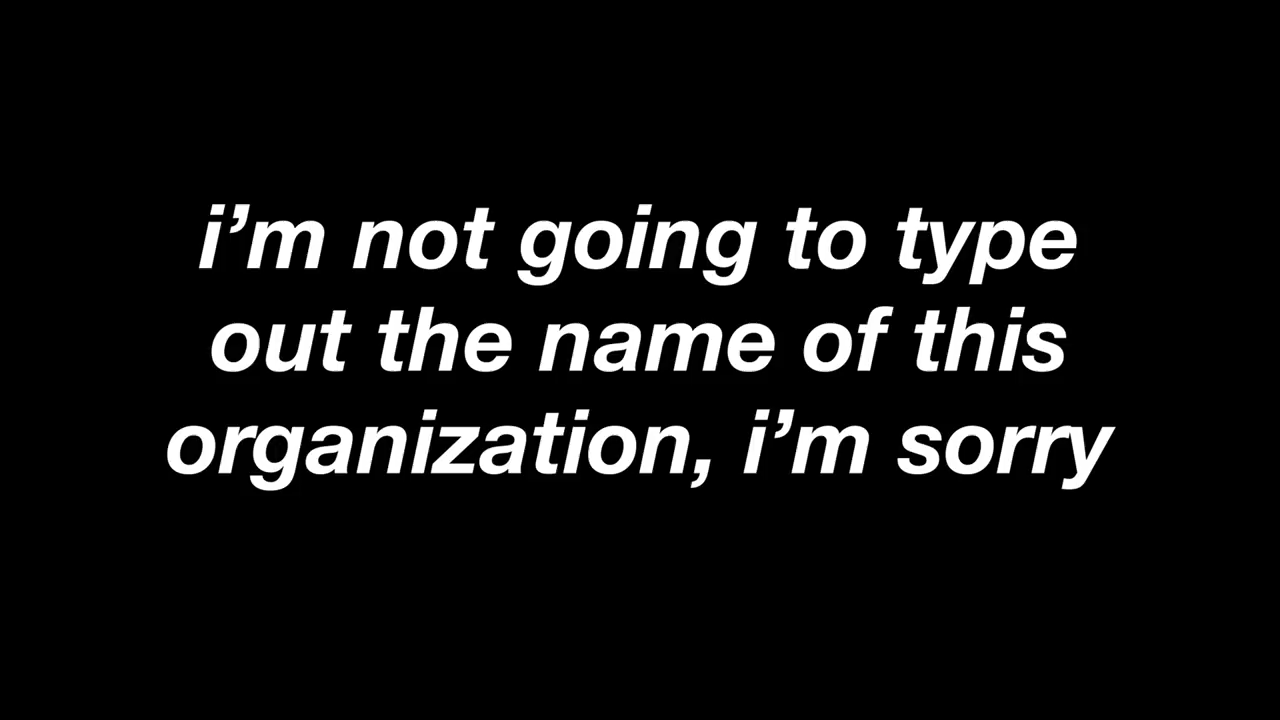 i’m not going to type
out the name of this
organization, i’m sorry